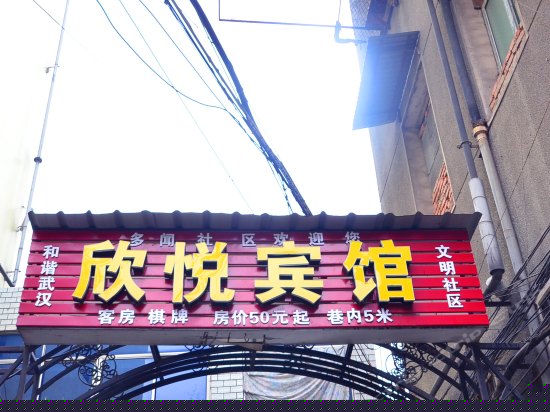 多闻社区欢迎您
和谐武汉
欣悦宾馆
文明社区
客房 棋牌 房价50元起 巷内5米